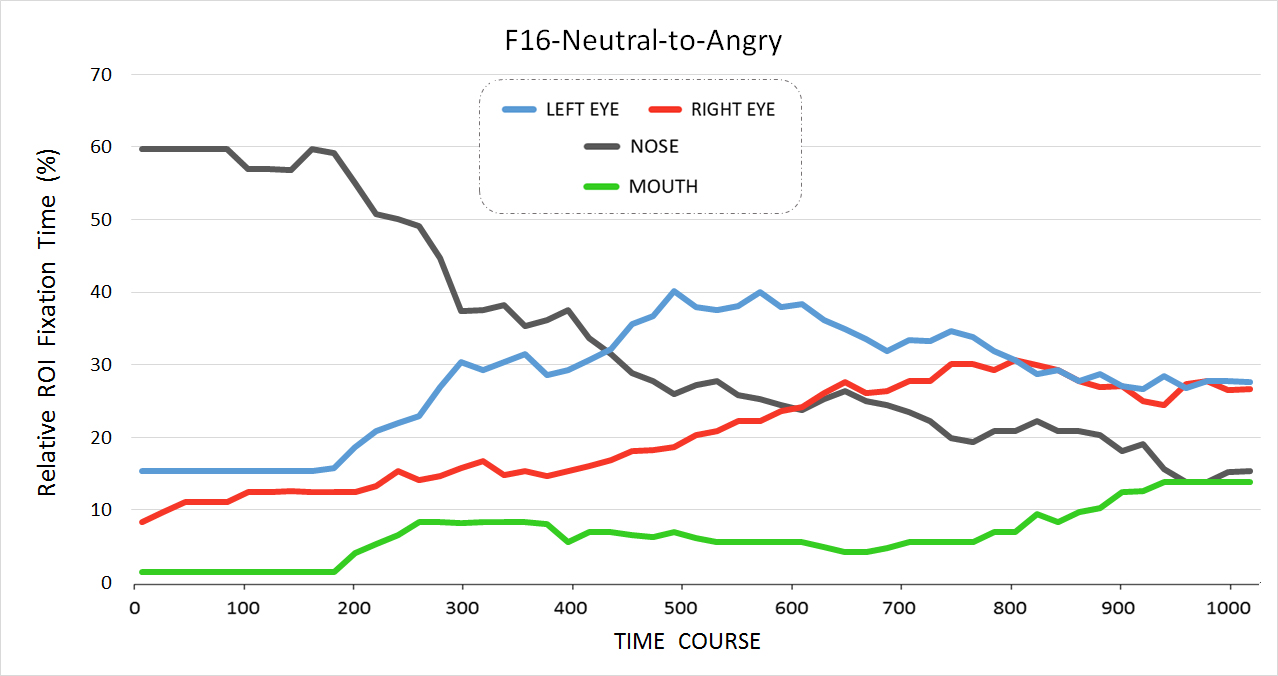 F16-Neutral-to-Angry
70
60
50
40
30
20
10
0
Relative ROI Fixation Time (%)
LEFT EYE RIGHT EYE
NOSE
MOUTH
0 100 200 300 400 500 600 700 800 900 1000
TIME COURSE